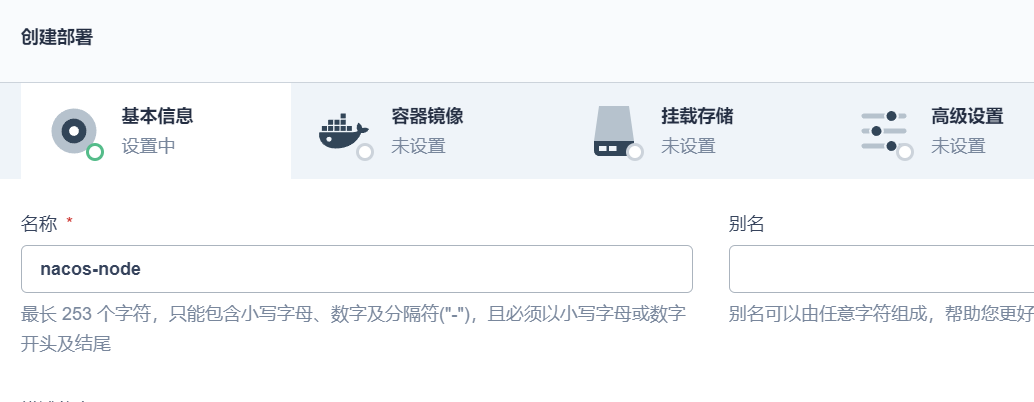 创建部署
基本信息
设置中
容器镜像
未设置
挂载存储
未设置
高级设置
未设置
名称 *
nacos-node
最长 253 个字符，只能包含小写字母、数字及分隔符("-")，且必须以小写字母或数字
开头及结尾
别名
别名可以由任意字符组成，帮助您更好